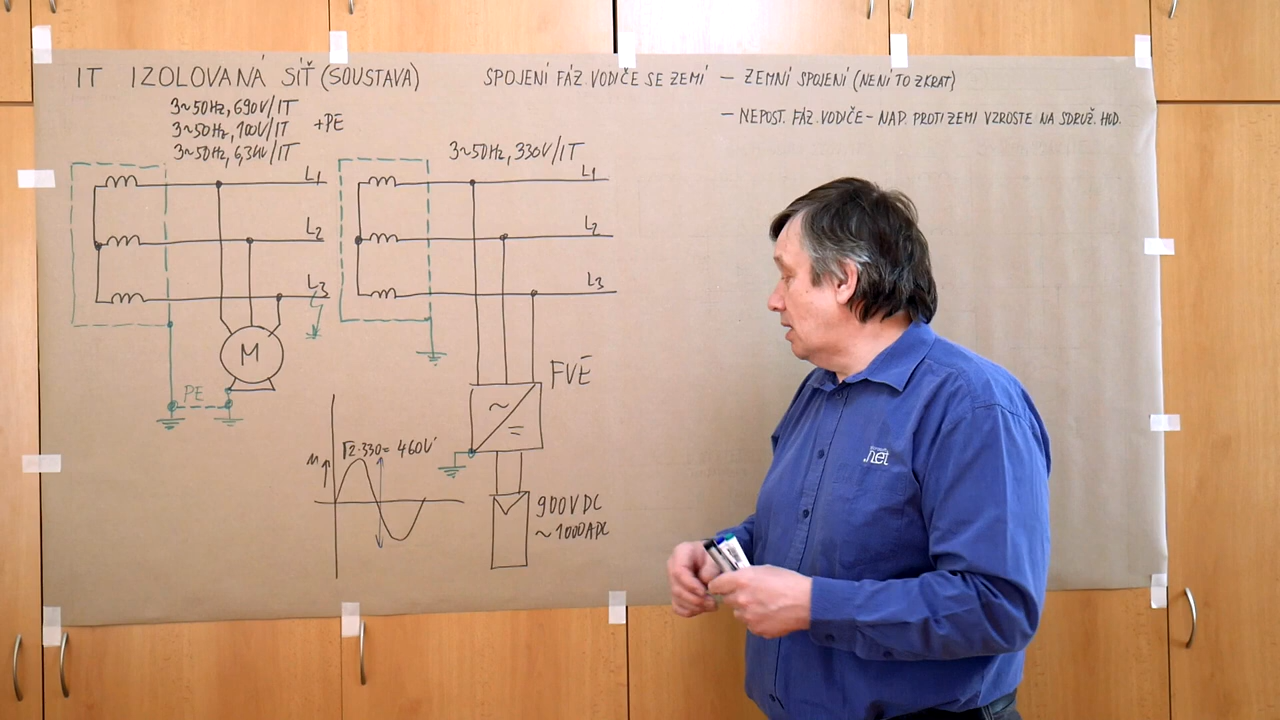 IT IZOLOVANÁ SÍŤ (SOUSTAVA)
3~50Hz, 690V/IT
3~50Hz, 700V/IT
3~50Hz, 6,3kV/IT
+PE
L1
L2
L3
M
PE
3~50Hz, 330V/IT
L1
L2
L3
FVE
~
=
u
√2·330= 460V
900VDC
~1000ADC
SPOJENÍ FÁZ. VODIČE SE ZEMÍ – ZEMNÍ SPOJENÍ (NENÍ TO ZKRAT)
– NEPOST. FÁZ. VODIČE – NAP. PROTI ZEMI VZROSTE NA SDRUŽ. HOD.
.net